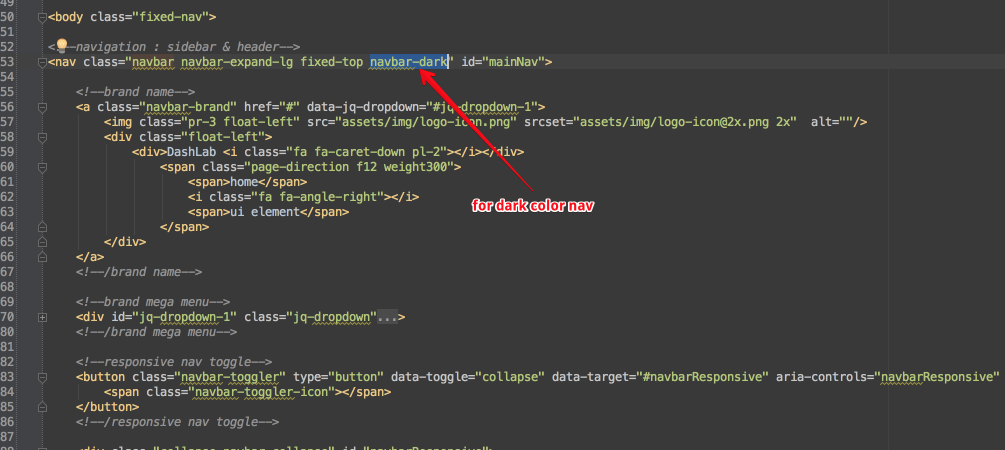 49
50 <body class="fixed-nav">
51
52 <!--navigation : sidebar & header-->
53 <nav class="navbar navbar-expand-lg fixed-top navbar-dark" id="mainNav">
54
55 <!--brand name-->
56 <a class="navbar-brand" href="#" data-jq-dropdown="#jq-dropdown-1">
57 <img class="pr-3 float-left" src="assets/img/logo-icon.png" srcset="assets/img/logo-icon@2x.png 2x"  alt=""/>
58 <div class="float-left">
59 <div>DashLab <i class="fa fa-caret-down pl-2"></i></div>
60 <span class="page-direction f12 weight300">
61 <span>home</span>
62 <i class="fa fa-angle-right"></i>
for dark color nav
63 <span>ui element</span>
64 </span>
65 </div>
66 </a>
67 <!--/brand name-->
68
69 <!--brand mega menu-->
70 <div id="jq-dropdown-1" class="jq-dropdown"...>
80 <!--/brand mega menu-->
81
82 <!--responsive nav toggle-->
83 <button class="navbar-toggler" type="button" data-toggle="collapse" data-target="#navbarResponsive" aria-controls="navbarResponsive"
84 <span class="navbar-toggler-icon"></span>
85 </button>
86 <!--/responsive nav toggle-->
87